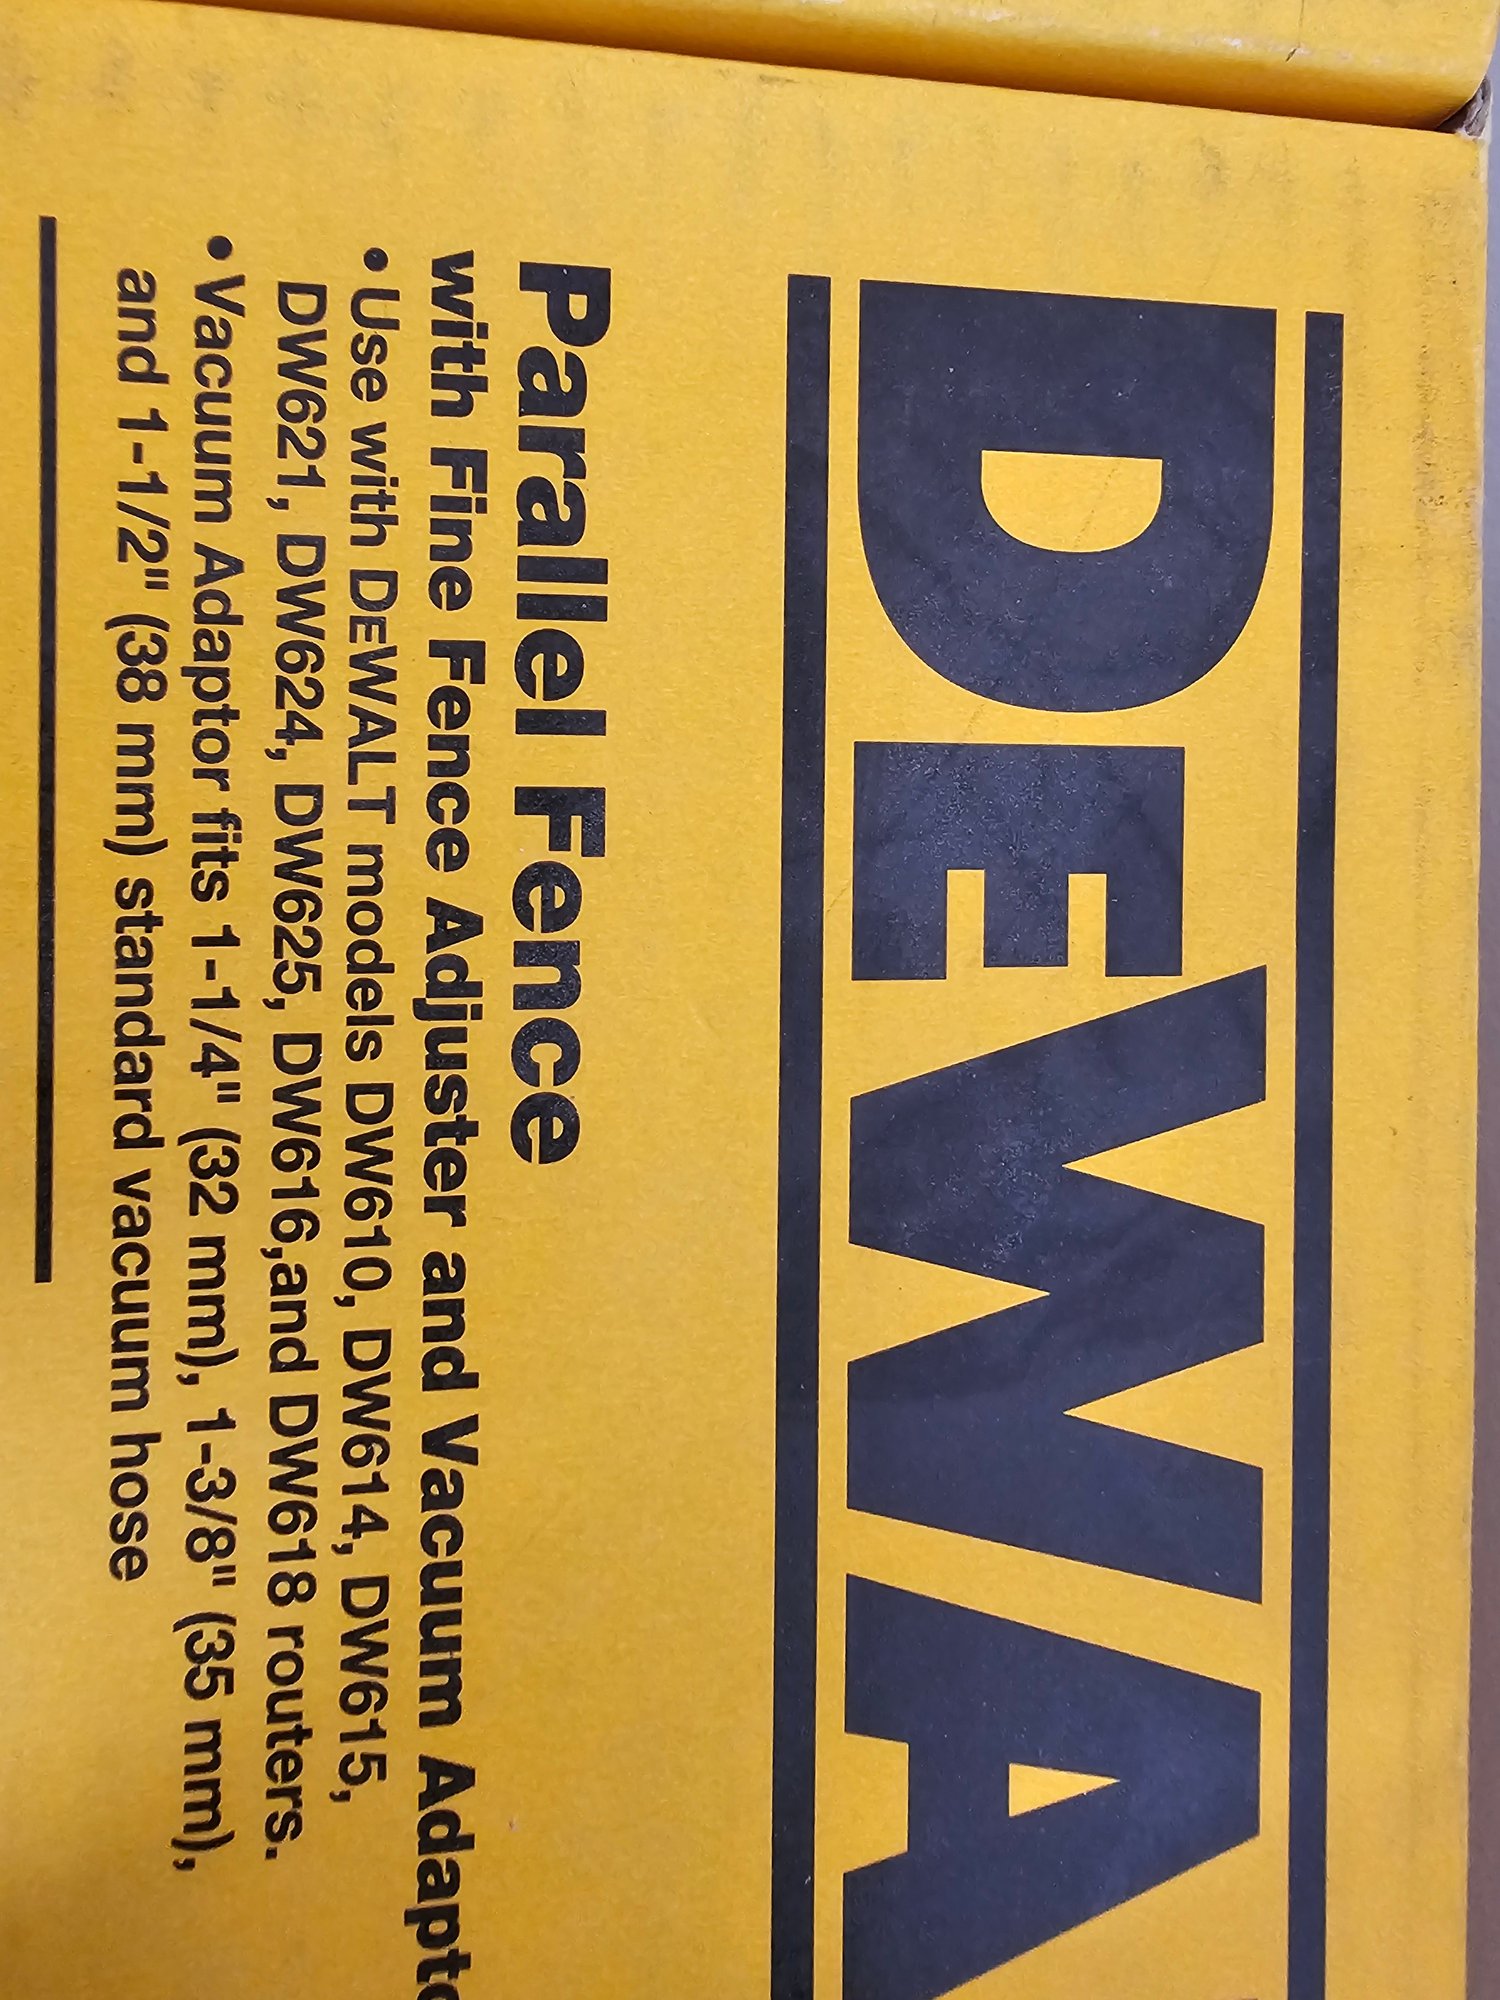 DEWA
Parallel Fence
with Fine Fence Adjuster and Vacuum Adapto
• Use with DEWALT models DW610, DW614, DW615,
DW621, DW624, DW625, DW616,and DW618 routers.
• Vacuum Adaptor fits 1-1/4" (32 mm), 1-3/8" (35 mm),
and 1-1/2" (38 mm) standard vacuum hose